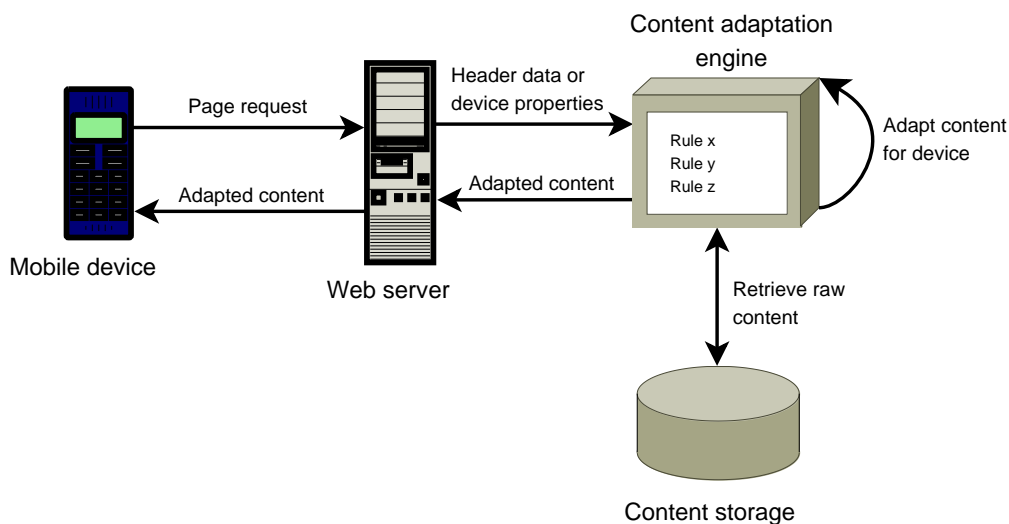 Content adaptation
engine
Page request
Header data or
device properties
Rule x
Rule y
Rule z
Adapt content
for device
Adapted content
Adapted content
Mobile device
Web server
Retrieve raw
content
Content storage